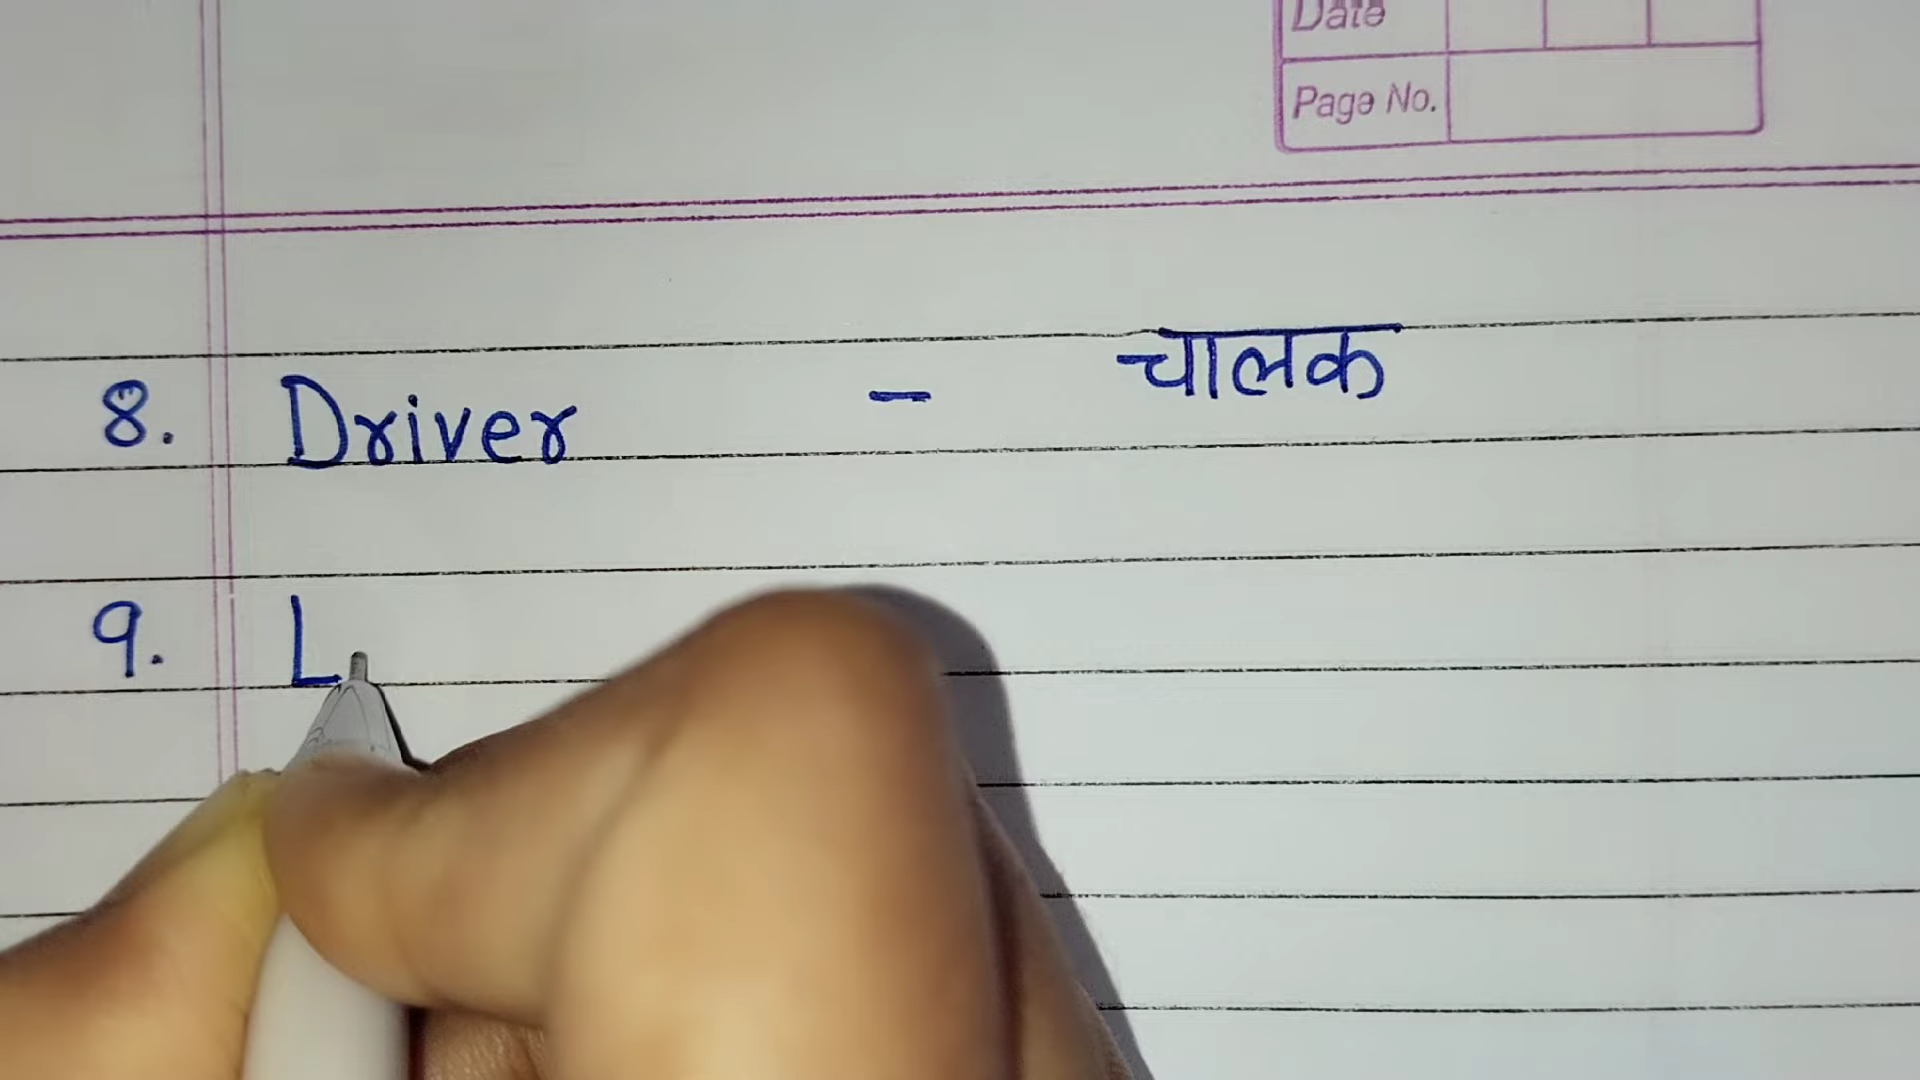 Date
Page No.
8. Driver - चालक
9. L